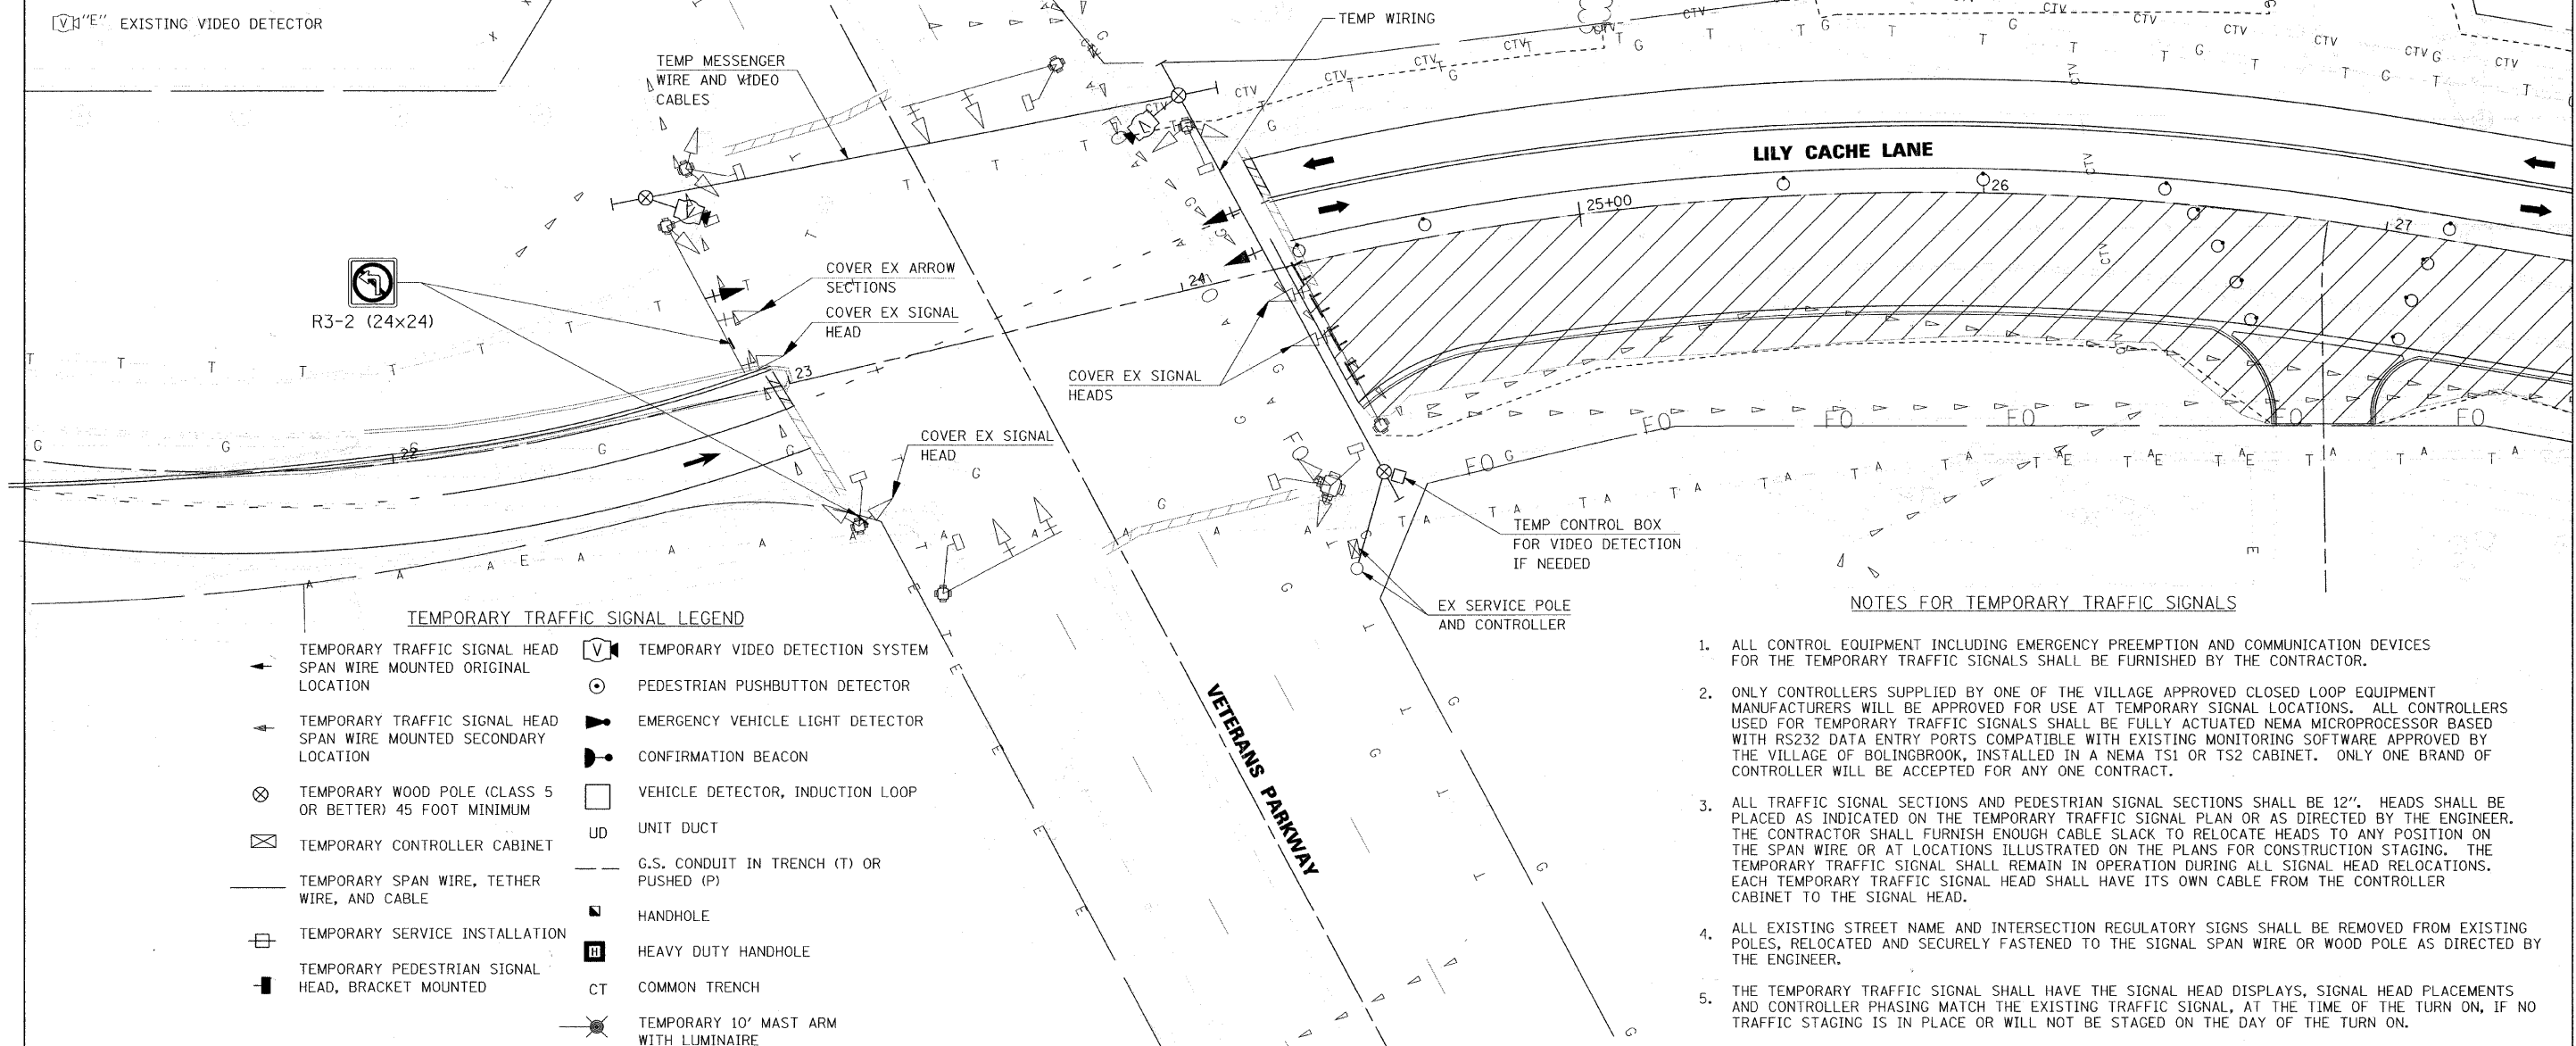 "E" EXISTING VIDEO DETECTOR
TEMP MESSENGER
WIRE AND VIDEO
CABLES
TEMP WIRING
LILY CACHE LANE
25+00
26
27
24
23
22
R3-2 (24x24)
COVER EX ARROW
SECTIONS
COVER EX SIGNAL
HEAD
COVER EX SIGNAL
HEADS
COVER EX SIGNAL
HEAD
TEMP CONTROL BOX
FOR VIDEO DETECTION
IF NEEDED
EX SERVICE POLE
AND CONTROLLER
VETERANS PARKWAY
TEMPORARY TRAFFIC SIGNAL LEGEND
TEMPORARY TRAFFIC SIGNAL HEAD
SPAN WIRE MOUNTED ORIGINAL
LOCATION
TEMPORARY TRAFFIC SIGNAL HEAD
SPAN WIRE MOUNTED SECONDARY
LOCATION
TEMPORARY WOOD POLE (CLASS 5
OR BETTER) 45 FOOT MINIMUM
TEMPORARY CONTROLLER CABINET
TEMPORARY SPAN WIRE, TETHER
WIRE, AND CABLE
TEMPORARY SERVICE INSTALLATION
TEMPORARY PEDESTRIAN SIGNAL
HEAD, BRACKET MOUNTED
V TEMPORARY VIDEO DETECTION SYSTEM
PEDESTRIAN PUSHBUTTON DETECTOR
EMERGENCY VEHICLE LIGHT DETECTOR
CONFIRMATION BEACON
VEHICLE DETECTOR, INDUCTION LOOP
UD UNIT DUCT
G.S. CONDUIT IN TRENCH (T) OR
PUSHED (P)
HANDHOLE
H HEAVY DUTY HANDHOLE
CT COMMON TRENCH
TEMPORARY 10' MAST ARM
WITH LUMINAIRE
NOTES FOR TEMPORARY TRAFFIC SIGNALS
1. ALL CONTROL EQUIPMENT INCLUDING EMERGENCY PREEMPTION AND COMMUNICATION DEVICES
FOR THE TEMPORARY TRAFFIC SIGNALS SHALL BE FURNISHED BY THE CONTRACTOR.
2. ONLY CONTROLLERS SUPPLIED BY ONE OF THE VILLAGE APPROVED CLOSED LOOP EQUIPMENT
MANUFACTURERS WILL BE APPROVED FOR USE AT TEMPORARY SIGNAL LOCATIONS. ALL CONTROLLERS
USED FOR TEMPORARY TRAFFIC SIGNALS SHALL BE FULLY ACTUATED NEMA MICROPROCESSOR BASED
WITH RS232 DATA ENTRY PORTS COMPATIBLE WITH EXISTING MONITORING SOFTWARE APPROVED BY
THE VILLAGE OF BOLINGBROOK, INSTALLED IN A NEMA TS1 OR TS2 CABINET. ONLY ONE BRAND OF
CONTROLLER WILL BE ACCEPTED FOR ANY ONE CONTRACT.
3. ALL TRAFFIC SIGNAL SECTIONS AND PEDESTRIAN SIGNAL SECTIONS SHALL BE 12". HEADS SHALL BE
PLACED AS INDICATED ON THE TEMPORARY TRAFFIC SIGNAL PLAN OR AS DIRECTED BY THE ENGINEER.
THE CONTRACTOR SHALL FURNISH ENOUGH CABLE SLACK TO RELOCATE HEADS TO ANY POSITION ON
THE SPAN WIRE OR AT LOCATIONS ILLUSTRATED ON THE PLANS FOR CONSTRUCTION STAGING. THE
TEMPORARY TRAFFIC SIGNAL SHALL REMAIN IN OPERATION DURING ALL SIGNAL HEAD RELOCATIONS.
EACH TEMPORARY TRAFFIC SIGNAL HEAD SHALL HAVE ITS OWN CABLE FROM THE CONTROLLER
CABINET TO THE SIGNAL HEAD.
4. ALL EXISTING STREET NAME AND INTERSECTION REGULATORY SIGNS SHALL BE REMOVED FROM EXISTING
POLES, RELOCATED AND SECURELY FASTENED TO THE SIGNAL SPAN WIRE OR WOOD POLE AS DIRECTED BY
THE ENGINEER.
5. THE TEMPORARY TRAFFIC SIGNAL SHALL HAVE THE SIGNAL HEAD DISPLAYS, SIGNAL HEAD PLACEMENTS
AND CONTROLLER PHASING MATCH THE EXISTING TRAFFIC SIGNAL, AT THE TIME OF THE TURN ON, IF NO
TRAFFIC STAGING IS IN PLACE OR WILL NOT BE STAGED ON THE DAY OF THE TURN ON.